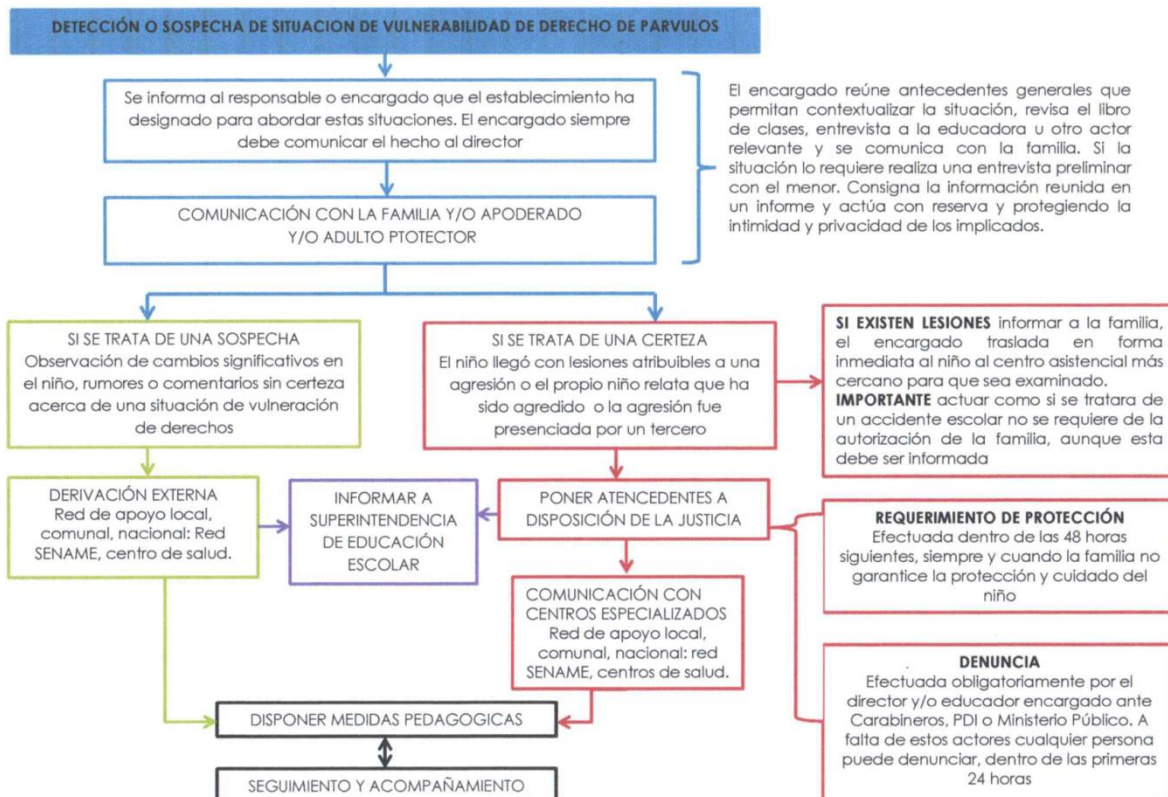 DETECCIÓN O SOSPECHA DE SITUACION DE VULNERABILIDAD DE DERECHO DE PARVULOS
Se informa al responsable o encargado que el establecimiento ha
designado para abordar estas situaciones. El encargado siempre
debe comunicar el hecho al director
El encargado reúne antecedentes generales que
permitan contextualizar la situación, revisa el libro
de clases, entrevista a la educadora u otro actor
relevante y se comunica con la familia. Si la
situación lo requiere realiza una entrevista preliminar
con el menor. Consigna la información reunida en
un informe y actúa con reserva y protegiendo la
intimidad y privacidad de los implicados.
COMUNICACIÓN CON LA FAMILIA Y/O APODERADO
Y/O ADULTO PTOTECTOR
SI SE TRATA DE UNA SOSPECHA
Observación de cambios significativos en
el niño, rumores o comentarios sin certeza
acerca de una situación de vulneración
de derechos
SI SE TRATA DE UNA CERTEZA
El niño llegó con lesiones atribuibles a una
agresión o el propio niño relata que ha
sido agredido o la agresión fue
presenciada por un tercero
SI EXISTEN LESIONES informar a la familia,
el encargado traslada en forma
inmediata al niño al centro asistencial más
cercano para que sea examinado.
IMPORTANTE actuar como si se tratara de
un accidente escolar no se requiere de la
autorización de la familia, aunque esta
debe ser informada
DERIVACIÓN EXTERNA
Red de apoyo local,
comunal, nacional: Red
SENAME, centro de salud.
INFORMAR A
SUPERINTENDENCIA
DE EDUCACIÓN
ESCOLAR
PONER ATENCEDENTES A
DISPOSICIÓN DE LA JUSTICIA
REQUERIMIENTO DE PROTECCIÓN
Efectuada dentro de las 48 horas
siguientes, siempre y cuando la familia no
garantice la protección y cuidado del
niño
COMUNICACIÓN CON
CENTROS ESPECIALIZADOS
Red de apoyo local,
comunal, nacional: red
SENAME, centros de salud.
DENUNCIA
Efectuada obligatoriamente por el
director y/o educador encargado ante
Carabineros, PDI o Ministerio Público. A
falta de estos actores cualquier persona
puede denunciar, dentro de las primeras
24 horas
DISPONER MEDIDAS PEDAGOGICAS
SEGUIMIENTO Y ACOMPAÑAMIENTO